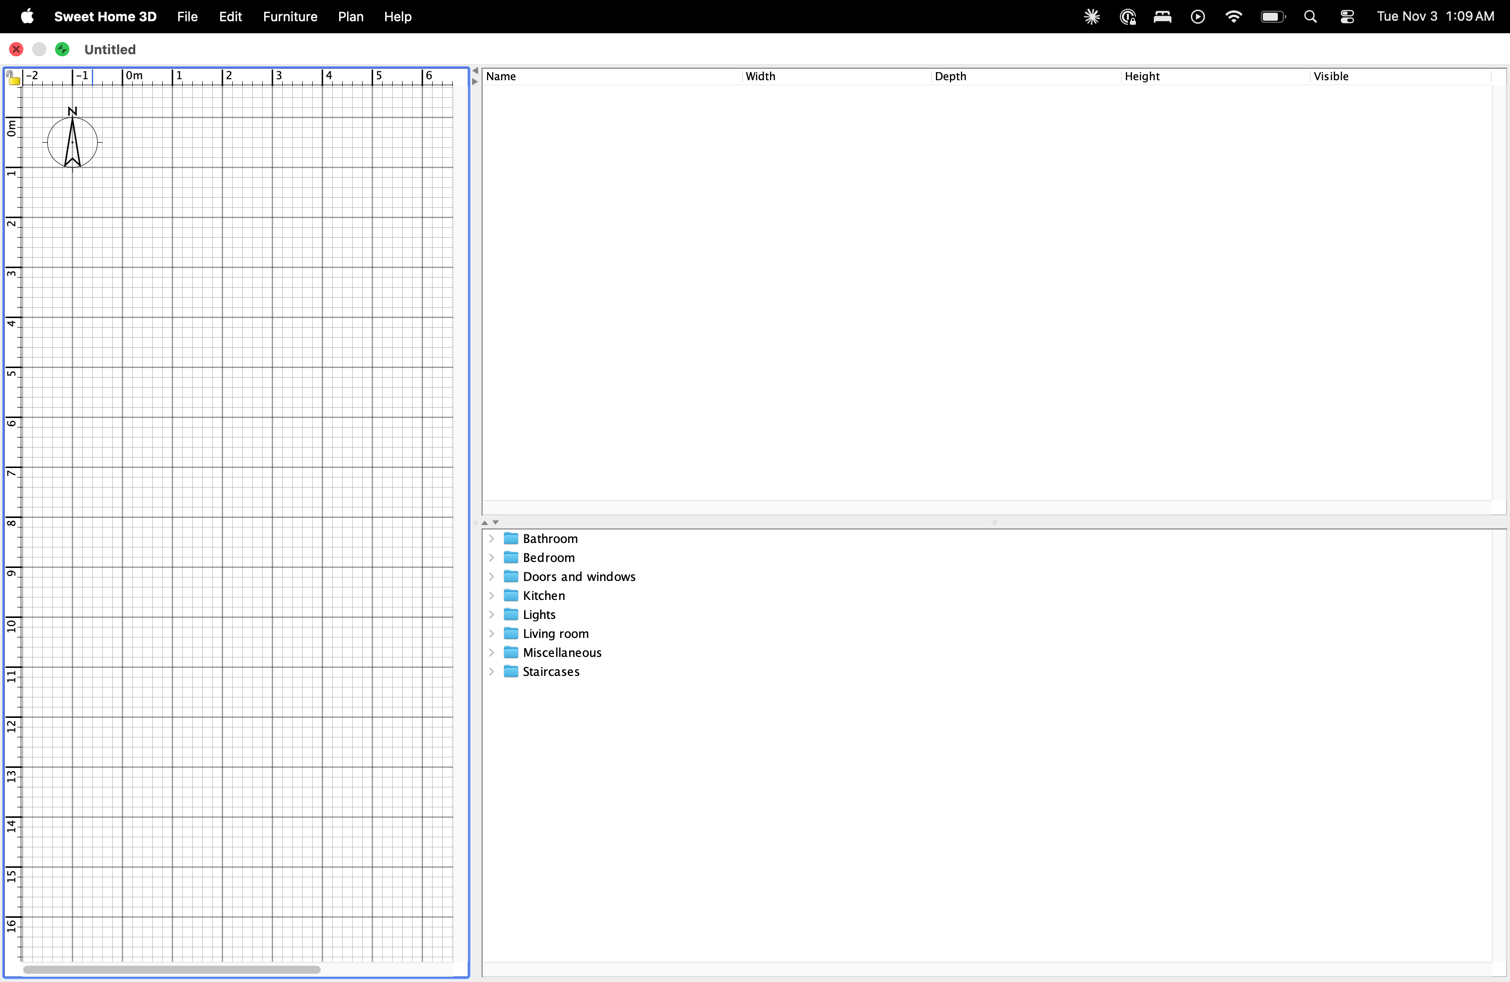 Sweet Home 3D File Edit Furniture Plan Help Tue Nov 3 1:09 AM
Untitled
-2 -1 0m 1 2 3 4 5 6
Name Width Depth Height Visible
N
0m
1
2
3
4
5
6
7
8
9
10
11
12
13
14
15
16
Bathroom
Bedroom
Doors and windows
Kitchen
Lights
Living room
Miscellaneous
Staircases